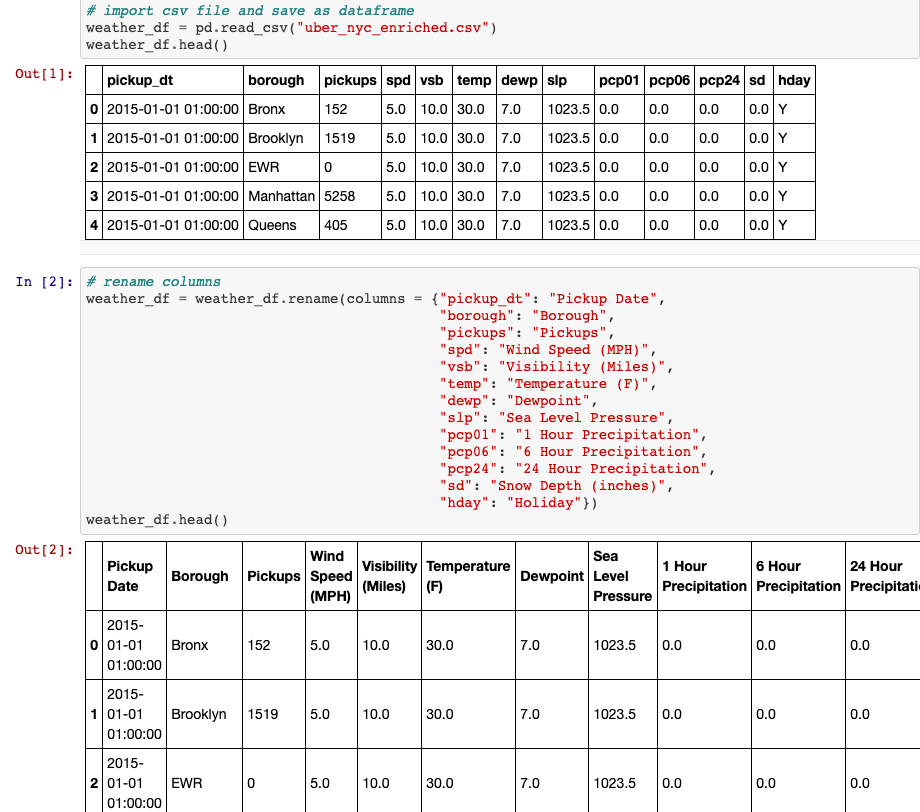 # import csv file and save as dataframe
weather_df = pd.read_csv("uber_nyc_enriched.csv")
weather_df.head()
Out[1]:
pickup_dt borough pickups spd vsb temp dewp slp pcp01 pcp06 pcp24 sd hday
0 2015-01-01 01:00:00 Bronx 152 5.0 10.0 30.0 7.0 1023.5 0.0 0.0 0.0 0.0 Y
1 2015-01-01 01:00:00 Brooklyn 1519 5.0 10.0 30.0 7.0 1023.5 0.0 0.0 0.0 0.0 Y
2 2015-01-01 01:00:00 EWR 0 5.0 10.0 30.0 7.0 1023.5 0.0 0.0 0.0 0.0 Y
3 2015-01-01 01:00:00 Manhattan 5258 5.0 10.0 30.0 7.0 1023.5 0.0 0.0 0.0 0.0 Y
4 2015-01-01 01:00:00 Queens 405 5.0 10.0 30.0 7.0 1023.5 0.0 0.0 0.0 0.0 Y
In [2]:
# rename columns
weather_df = weather_df.rename(columns = {"pickup_dt": "Pickup Date",
"borough": "Borough",
"pickups": "Pickups",
"spd": "Wind Speed (MPH)",
"vsb": "Visibility (Miles)",
"temp": "Temperature (F)",
"dewp": "Dewpoint",
"slp": "Sea Level Pressure",
"pcp01": "1 Hour Precipitation",
"pcp06": "6 Hour Precipitation",
"pcp24": "24 Hour Precipitation",
"sd": "Snow Depth (inches)",
"hday": "Holiday"})
weather_df.head()
Out[2]:
Pickup Date Borough Pickups Wind Speed (MPH) Visibility (Miles) Temperature (F) Dewpoint Sea Level Pressure 1 Hour Precipitation 6 Hour Precipitation 24 Hour Precipitati
0 2015-01-01 01:00:00 Bronx 152 5.0 10.0 30.0 7.0 1023.5 0.0 0.0 0.0
1 2015-01-01 01:00:00 Brooklyn 1519 5.0 10.0 30.0 7.0 1023.5 0.0 0.0 0.0
2 2015-01-01 01:00:00 EWR 0 5.0 10.0 30.0 7.0 1023.5 0.0 0.0 0.0